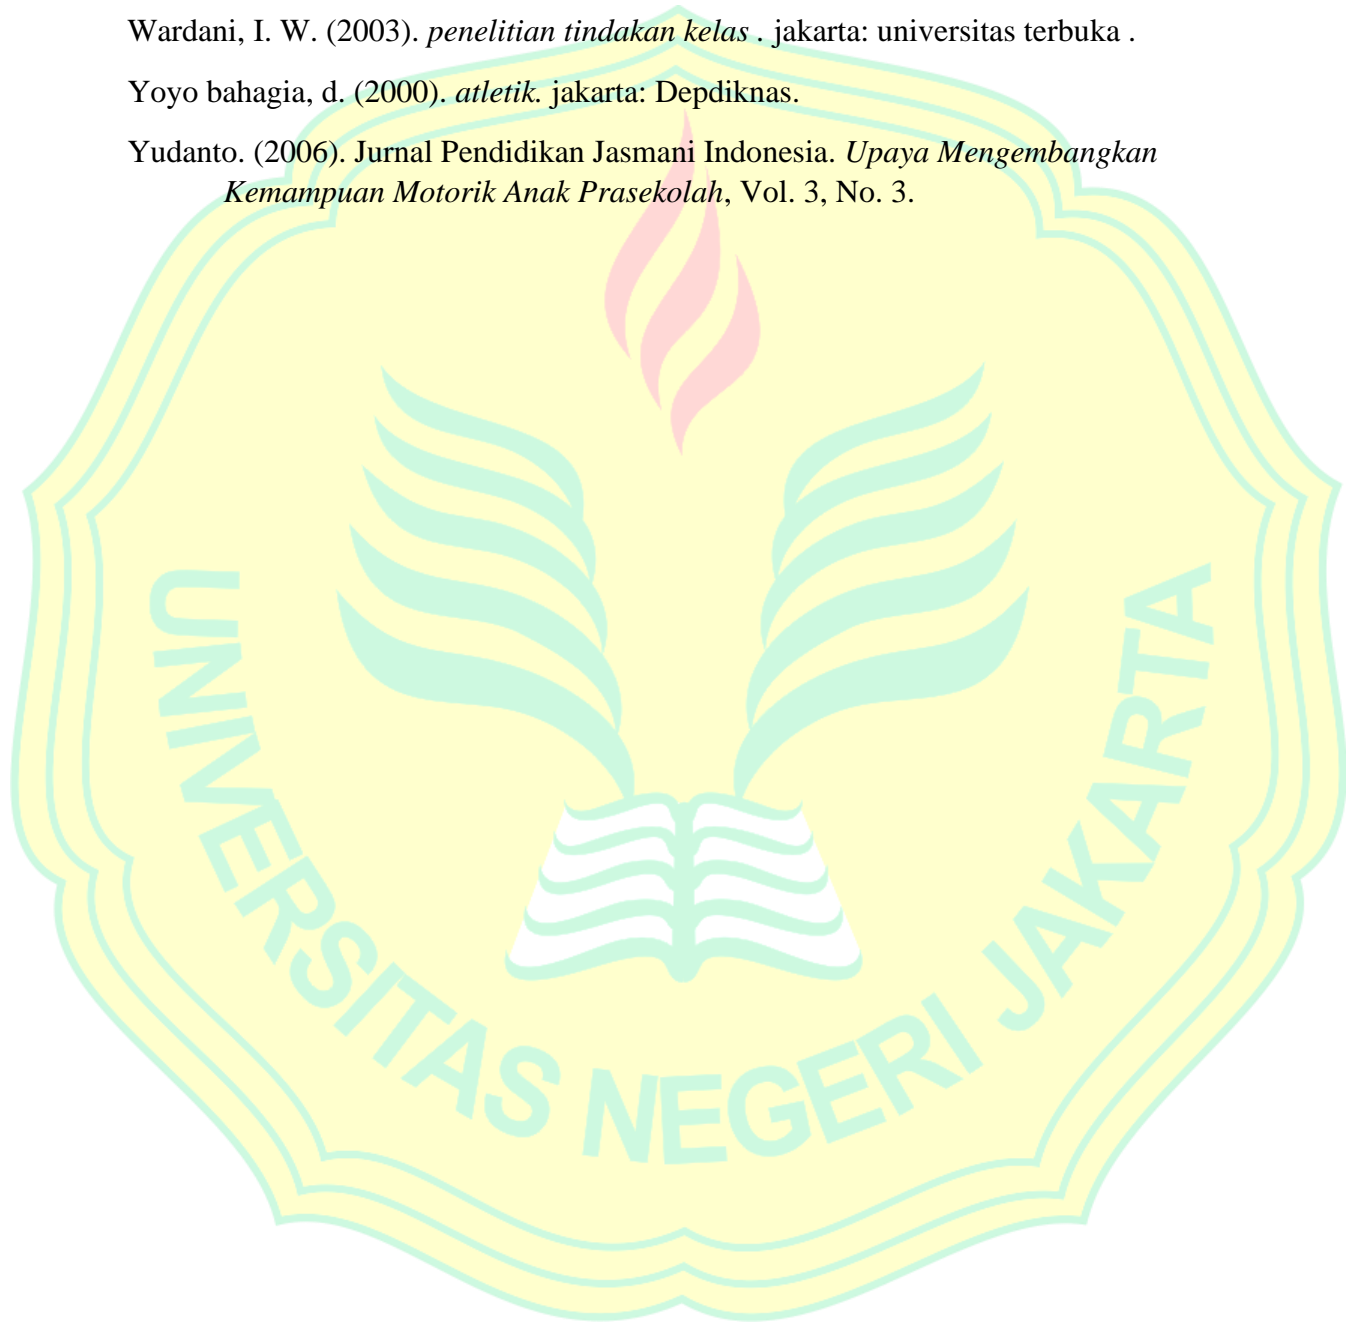 Wardani, I. W. (2003). penelitian tindakan kelas . jakarta: universitas terbuka .
Yoyo bahagia, d. (2000). atletik. jakarta: Depdiknas.
Yudanto. (2006). Jurnal Pendidikan Jasmani Indonesia. Upaya Mengembangkan
Kemampuan Motorik Anak Prasekolah, Vol. 3, No. 3.
UNIVERSITAS NEGERI JAKARTA